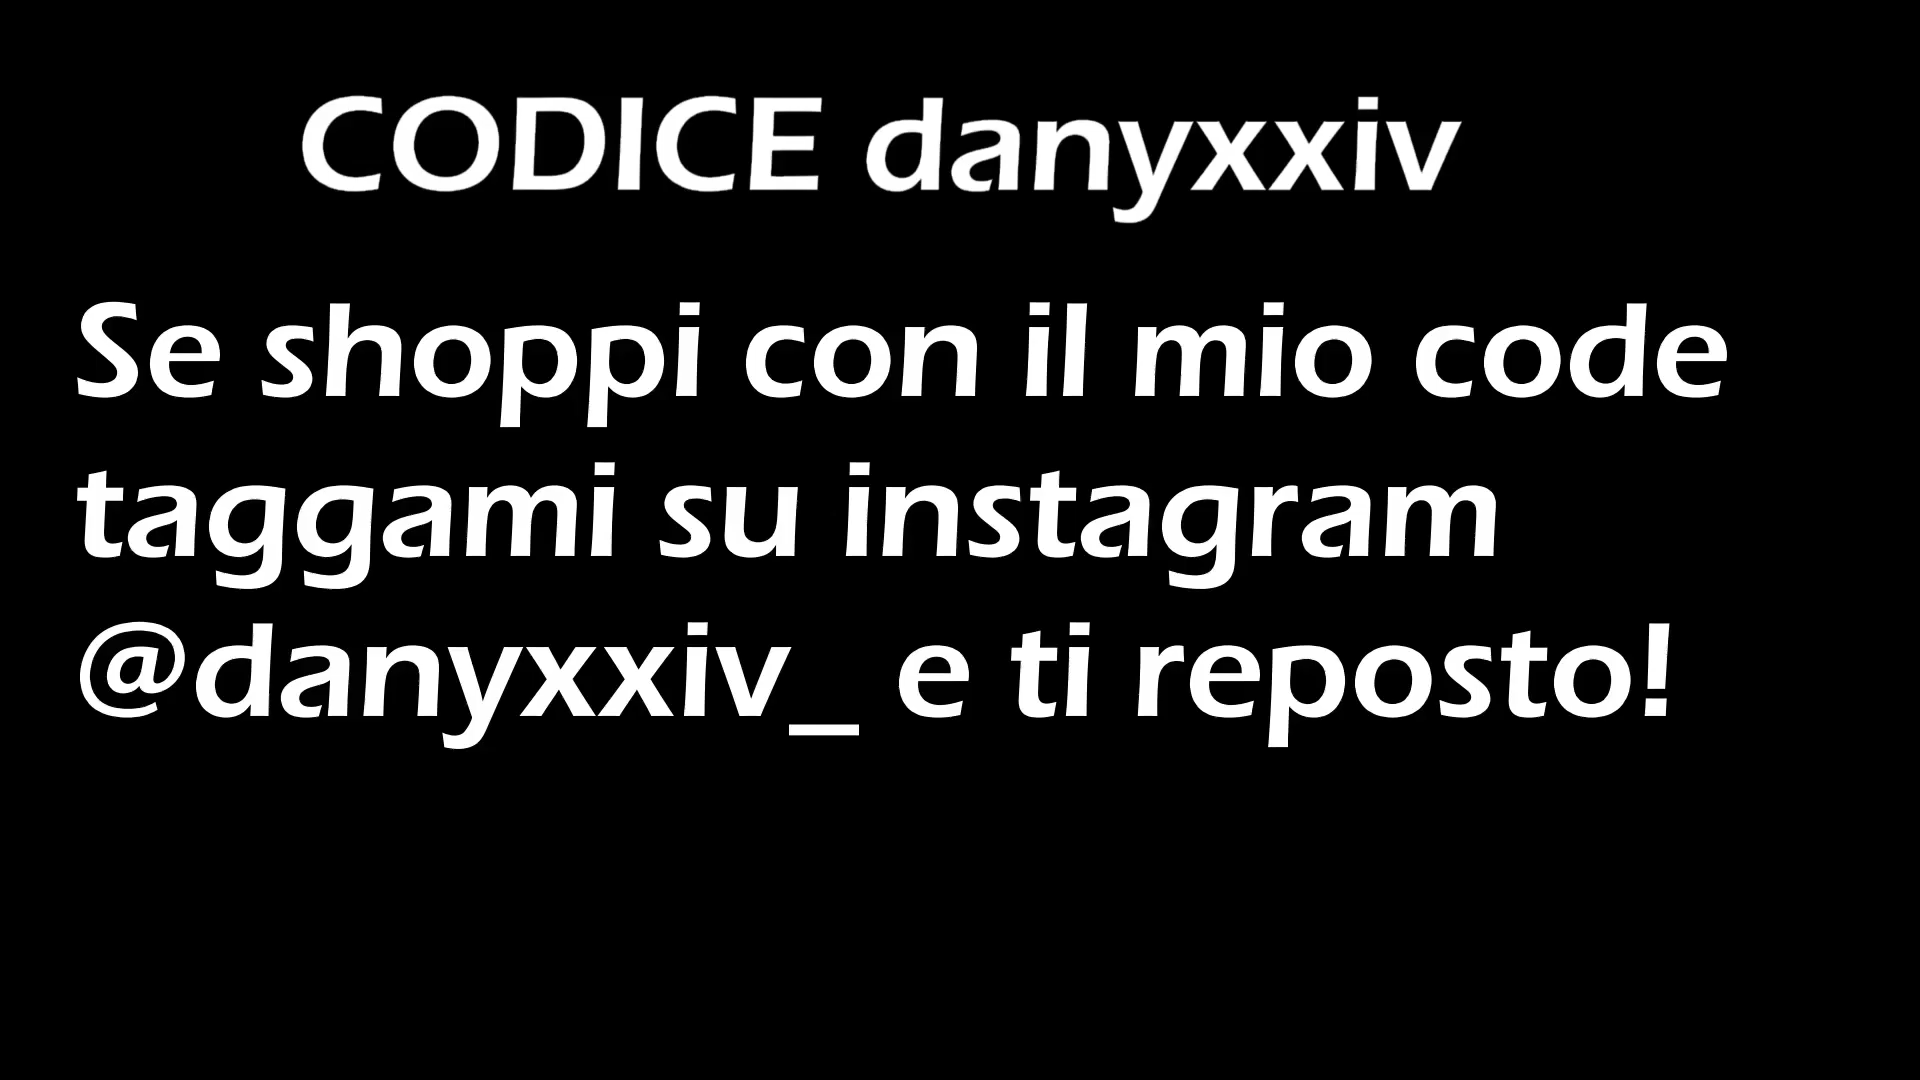 CODICE danyxxiv
Se shoppi con il mio code
taggami su instagram
@danyxxiv_ e ti reposto!